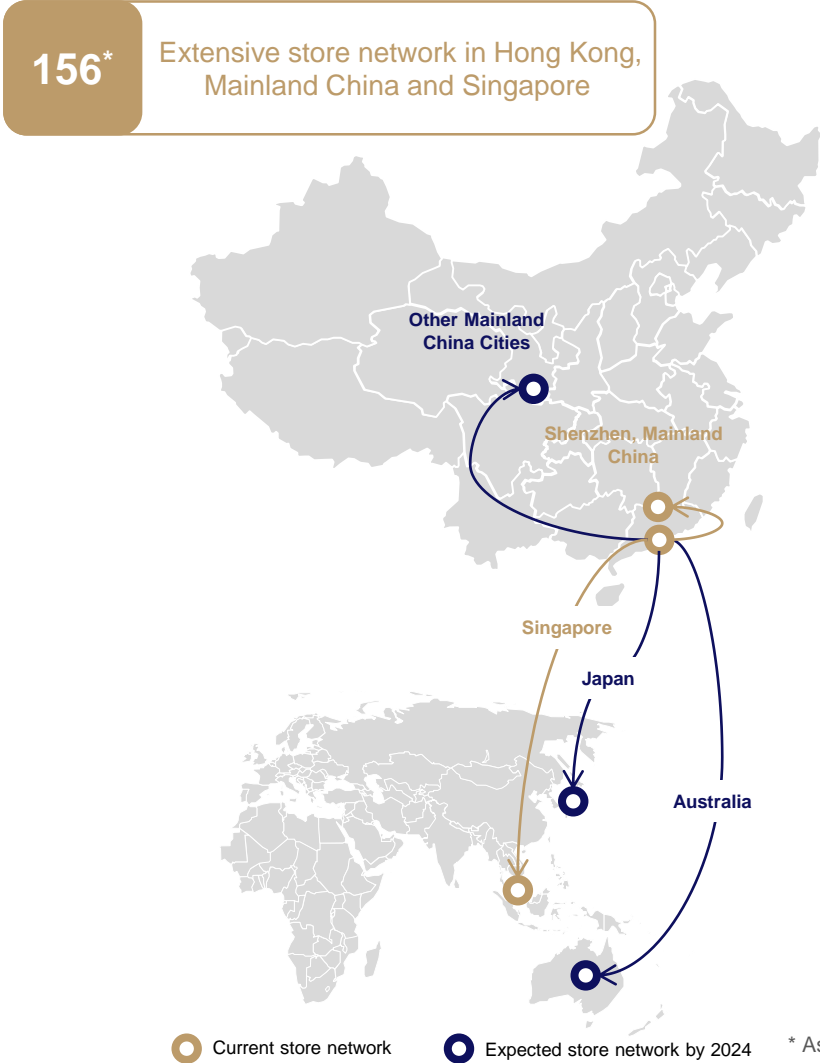 156*
Extensive store network in Hong Kong,
Mainland China and Singapore
Other Mainland
China Cities
Shenzhen, Mainland
China
Singapore
Japan
Australia
Current store network
Expected store network by 2024
*